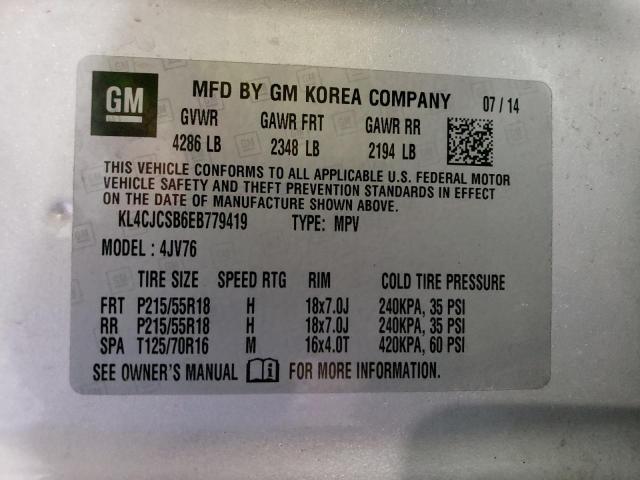 GM
MFD BY GM KOREA COMPANY 07 / 14
GVWR GAWR FRT GAWR RR
4286 LB 2348 LB 2194 LB
THIS VEHICLE CONFORMS TO ALL APPLICABLE U.S. FEDERAL MOTOR
VEHICLE SAFETY AND THEFT PREVENTION STANDARDS IN EFFECT
ON THE DATE OF MANUFACTURE SHOWN ABOVE.
KL4CJCSB6EB779419 TYPE: MPV
MODEL : 4JV76
TIRE SIZE SPEED RTG RIM COLD TIRE PRESSURE
FRT P215/55R18 H 18x7.0J 240KPA, 35 PSI
RR P215/55R18 H 18x7.0J 240KPA, 35 PSI
SPA T125/70R16 M 16x4.0T 420KPA, 60 PSI
SEE OWNER'S MANUAL FOR MORE INFORMATION.